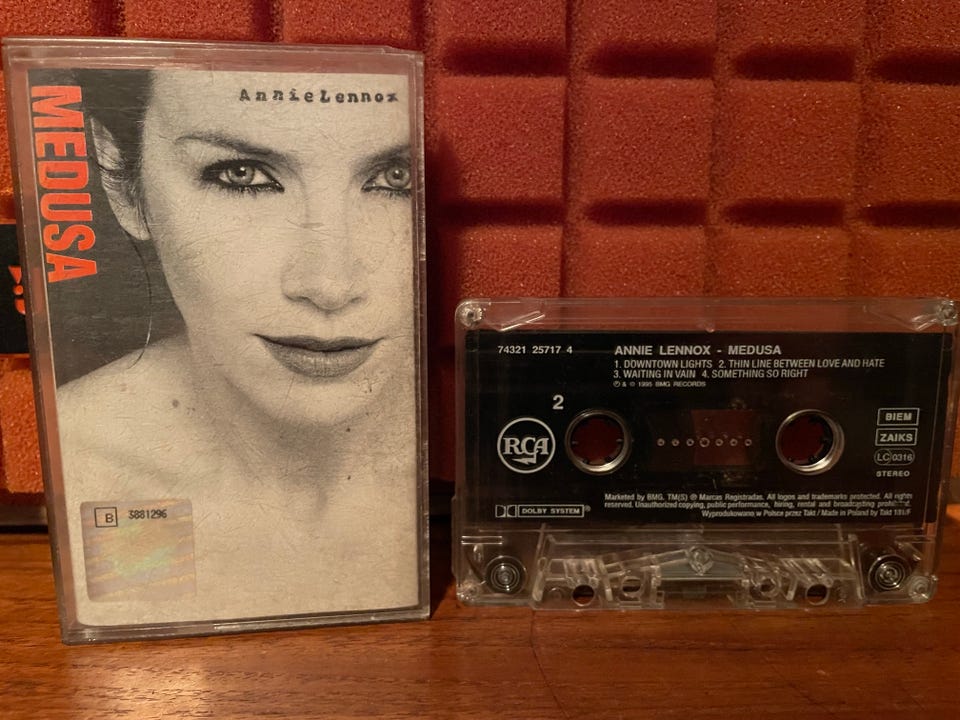 Annie Lennox
MEDUSA
B 3881296
74321 25717 4
ANNIE LENNOX - MEDUSA
1. DOWNTOWN LIGHTS 2. THIN LINE BETWEEN LOVE AND HATE
3. WAITING IN VAIN 4. SOMETHING SO RIGHT
℗ & © 1995 BMG RECORDS
2
RCA
BIEM
ZAIKS
LC 0316
STEREO
DOLBY SYSTEM®
Marketed by BMG. TM(S) ® Marcas Registradas. All logos and trademarks protected. All rights
reserved. Unauthorized copying, public performance, hiring, rental and broadcasting prohibited.
Wyprodukowano w Polsce przez Takt / Made in Poland by Takt